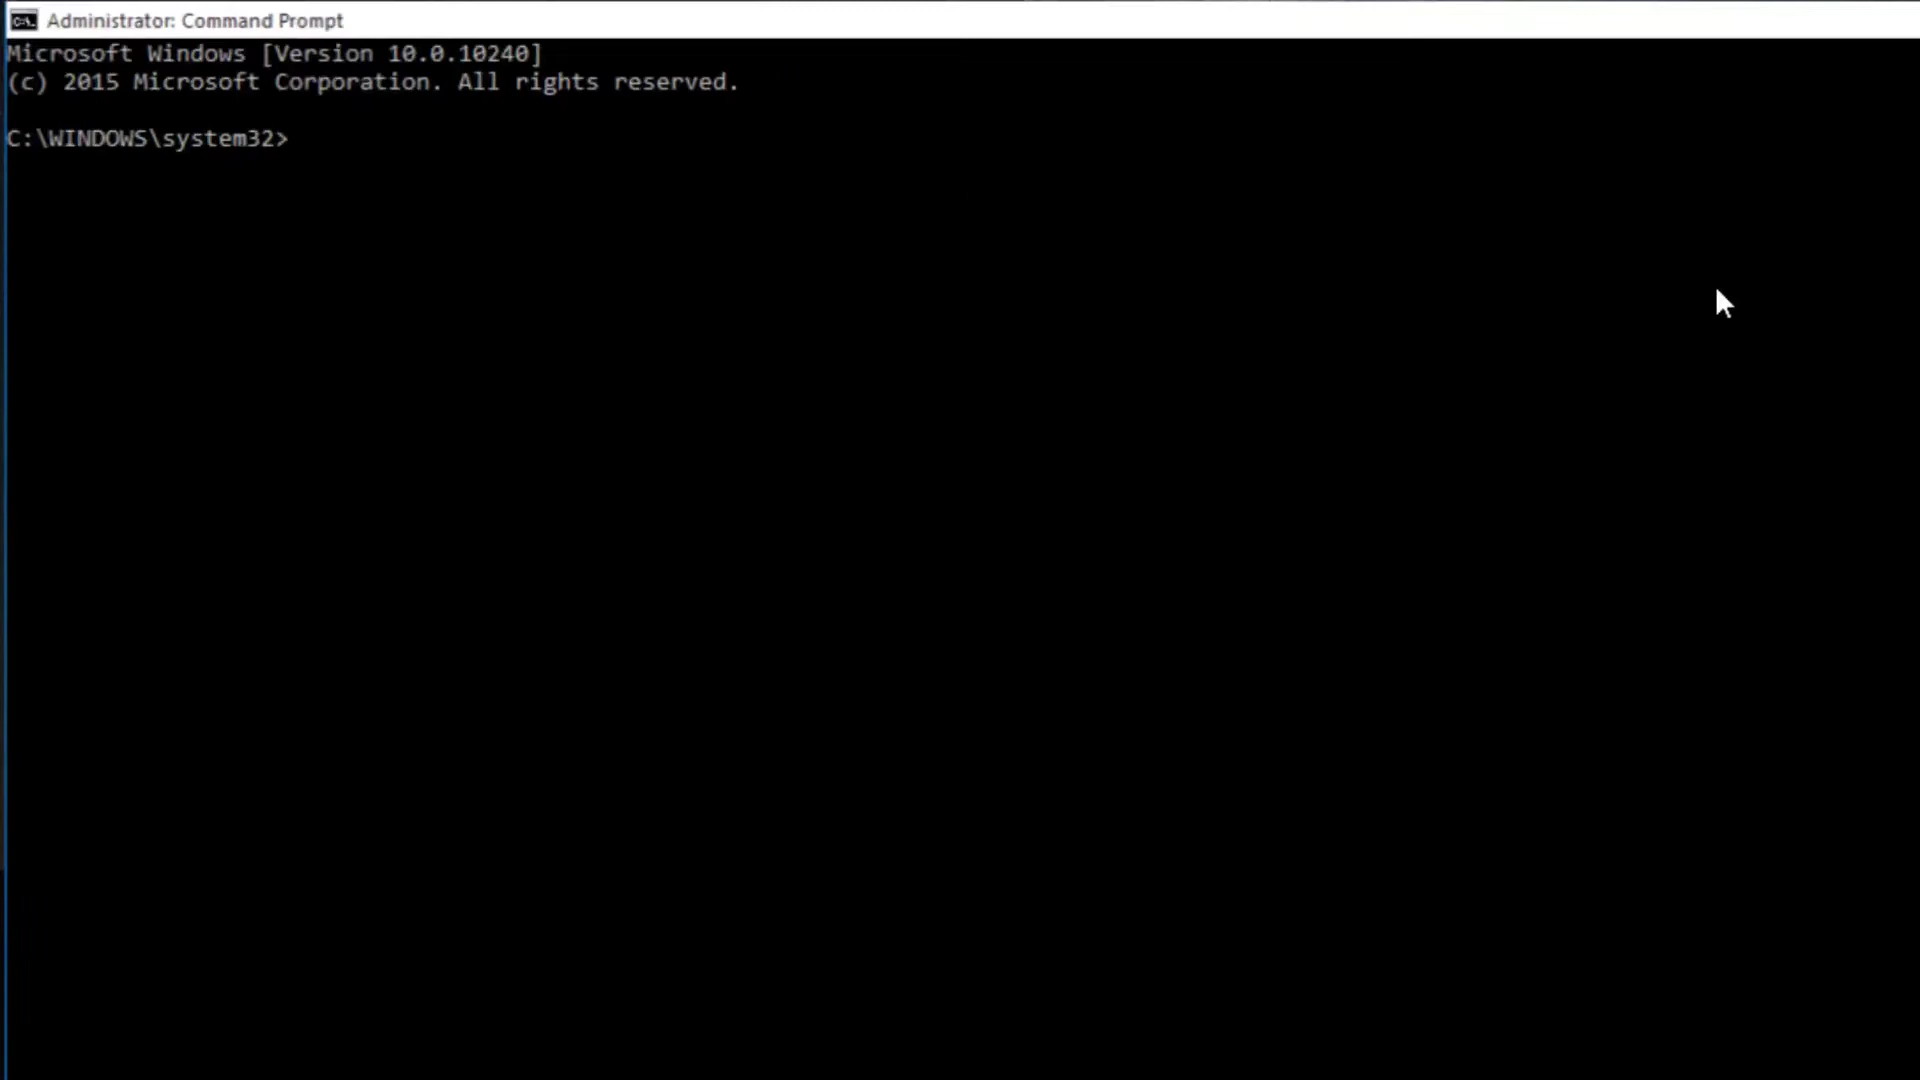 Administrator: Command Prompt
Microsoft Windows [Version 10.0.10240]
(c) 2015 Microsoft Corporation. All rights reserved.
C:\WINDOWS\system32>